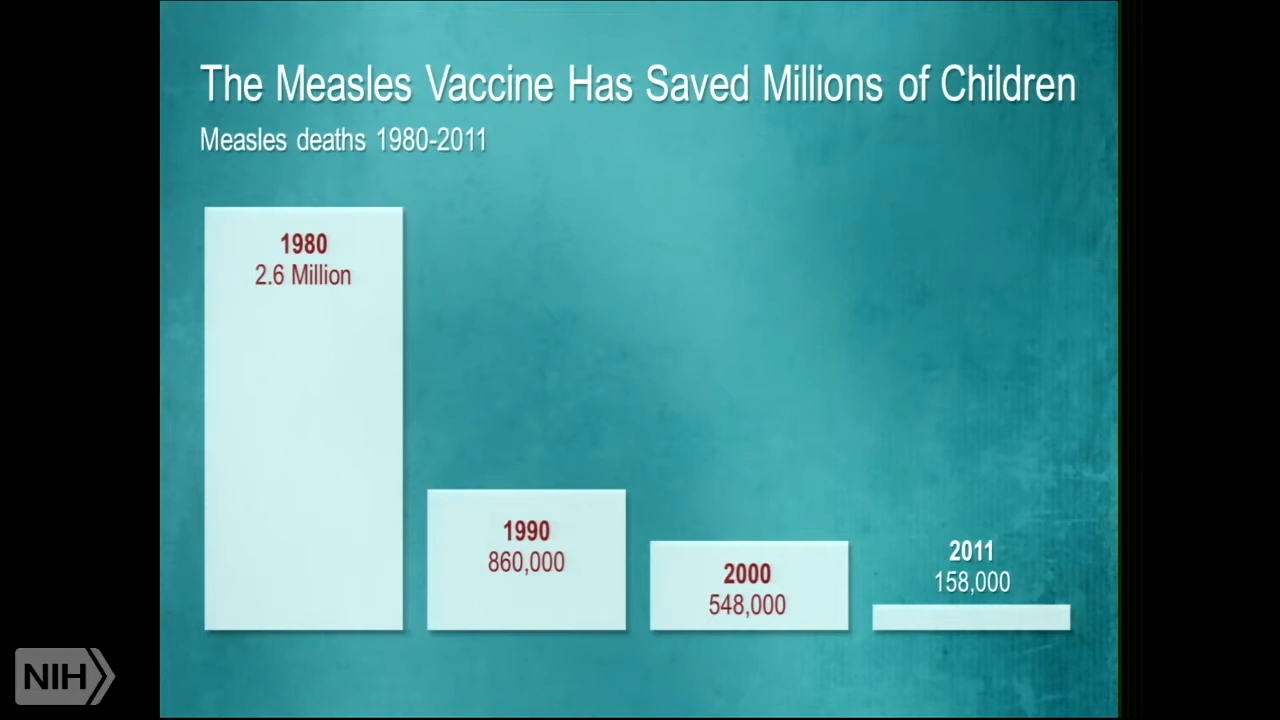 The Measles Vaccine Has Saved Millions of Children
Measles deaths 1980-2011
1980
2.6 Million
1990
860,000
2000
548,000
2011
158,000
NIH